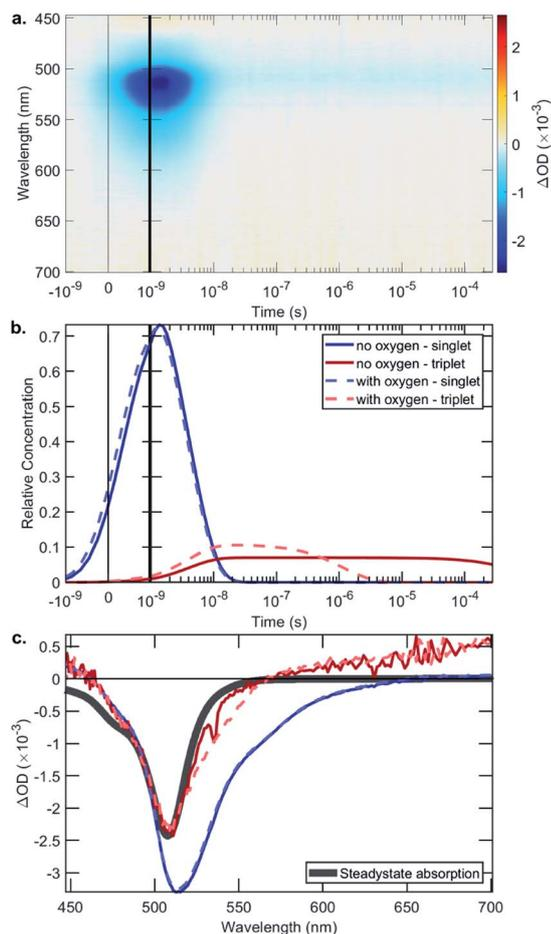 a.
450
500
550
600
650
700
Wavelength (nm)
-10⁻⁹ 0 10⁻⁹ 10⁻⁸ 10⁻⁷ 10⁻⁶ 10⁻⁵ 10⁻⁴
Time (s)
2
1
0
-1
-2
ΔOD (×10⁻³)
b.
0.7
0.6
0.5
0.4
0.3
0.2
0.1
0
Relative Concentration
no oxygen - singlet
no oxygen - triplet
with oxygen - singlet
with oxygen - triplet
-10⁻⁹ 0 10⁻⁹ 10⁻⁸ 10⁻⁷ 10⁻⁶ 10⁻⁵ 10⁻⁴
Time (s)
c.
0.5
0
-0.5
-1
-1.5
-2
-2.5
-3
ΔOD (×10⁻³)
Steadystate absorption
450 500 550 600 650 700
Wavelength (nm)